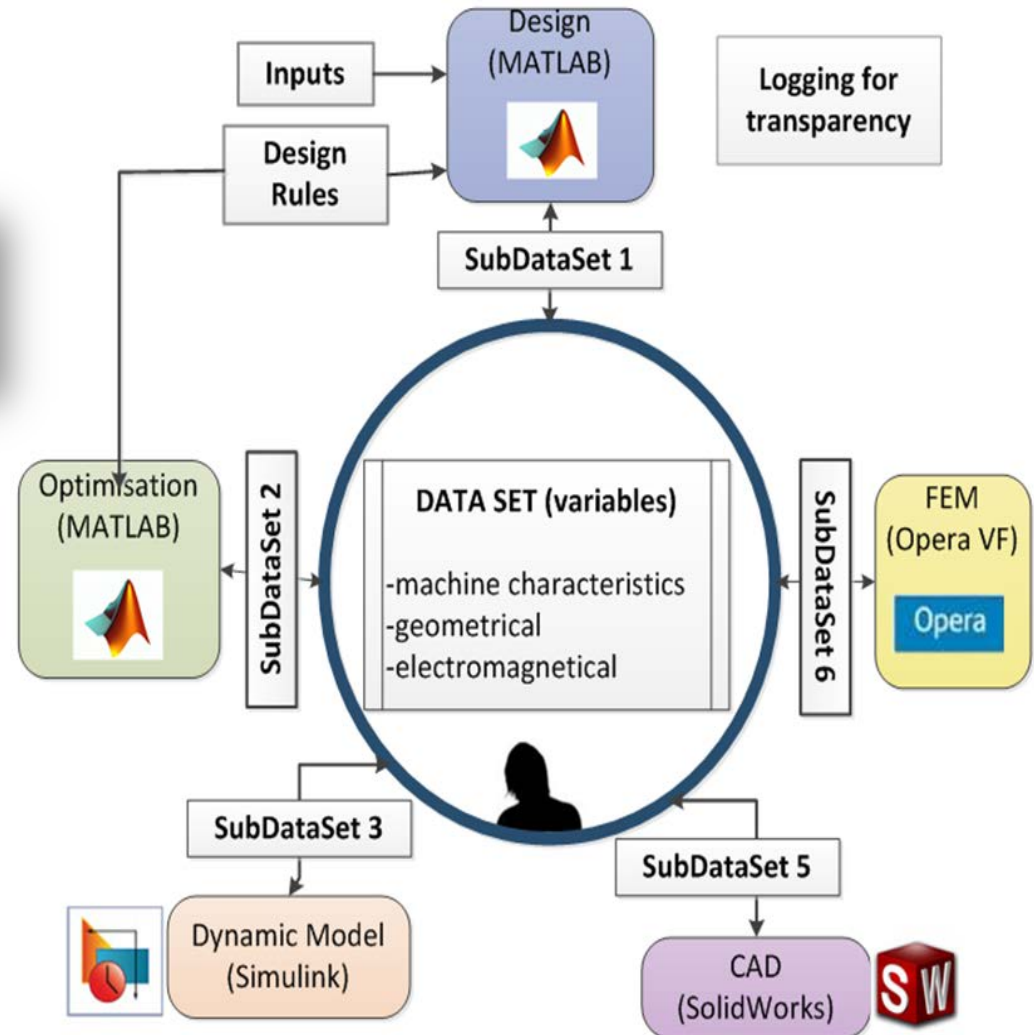 Design
(MATLAB)
Inputs
Logging for
transparency
Design
Rules
SubDataSet 1
Optimisation
(MATLAB)
SubDataSet 2
DATA SET (variables)
-machine characteristics
-geometrical
-electromagnetical
SubDataSet 6
FEM
(Opera VF)
Opera
SubDataSet 3
SubDataSet 5
Dynamic Model
(Simulink)
CAD
(SolidWorks)
SW